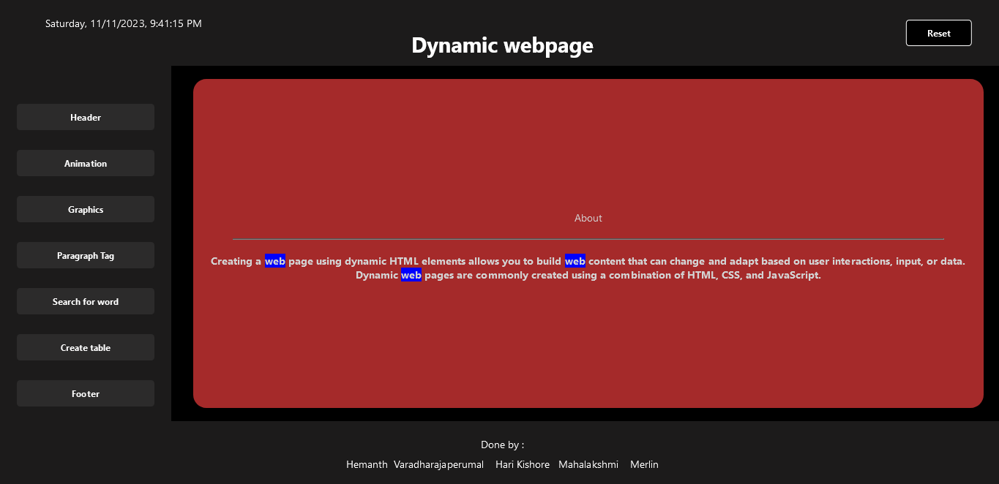 Saturday, 11/11/2023, 9:41:15 PM
Dynamic webpage
Reset
Header
Animation
Graphics
Paragraph Tag
Search for word
Create table
Footer
About
Creating a web page using dynamic HTML elements allows you to build web content that can change and adapt based on user interactions, input, or data.
Dynamic web pages are commonly created using a combination of HTML, CSS, and JavaScript.
Done by :
Hemanth Varadharajaperumal Hari Kishore Mahalakshmi Merlin